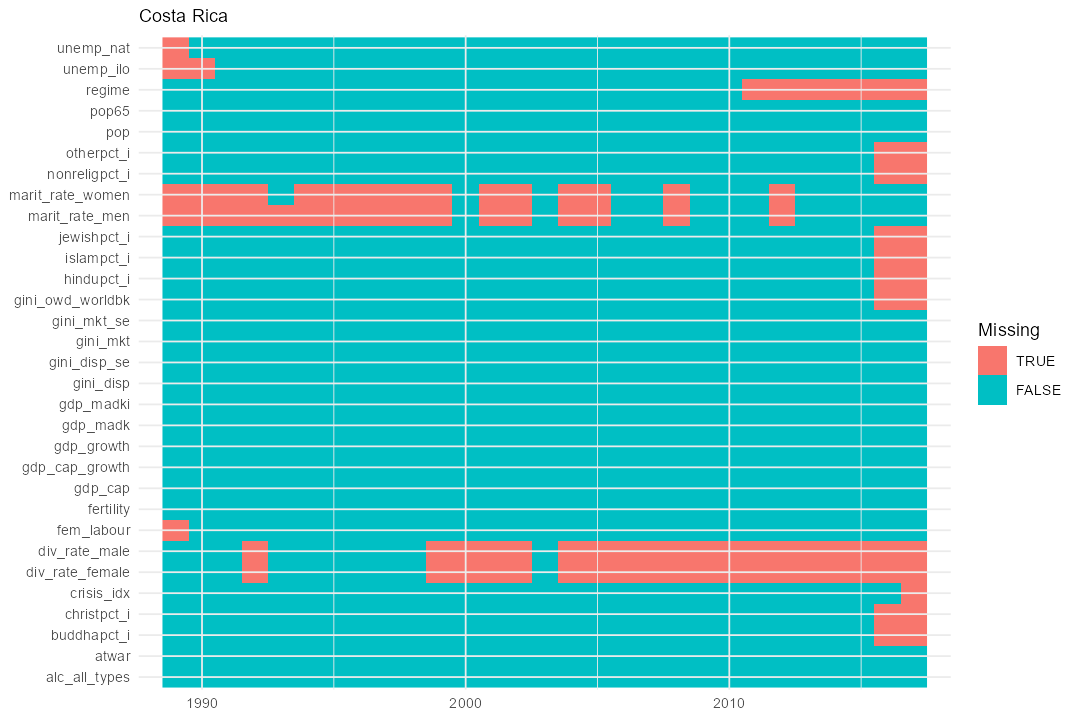 Costa Rica
unemp_nat
unemp_ilo
regime
pop65
pop
otherpct_i
nonreligpct_i
marit_rate_women
marit_rate_men
jewishpct_i
islampct_i
hindupct_i
gini_owd_worldbk
gini_mkt_se
gini_mkt
gini_disp_se
gini_disp
gdp_madki
gdp_madk
gdp_growth
gdp_cap_growth
gdp_cap
fertility
fem_labour
div_rate_male
div_rate_female
crisis_idx
christpct_i
buddhapct_i
atwar
alc_all_types
1990 2000 2010
Missing
TRUE
FALSE